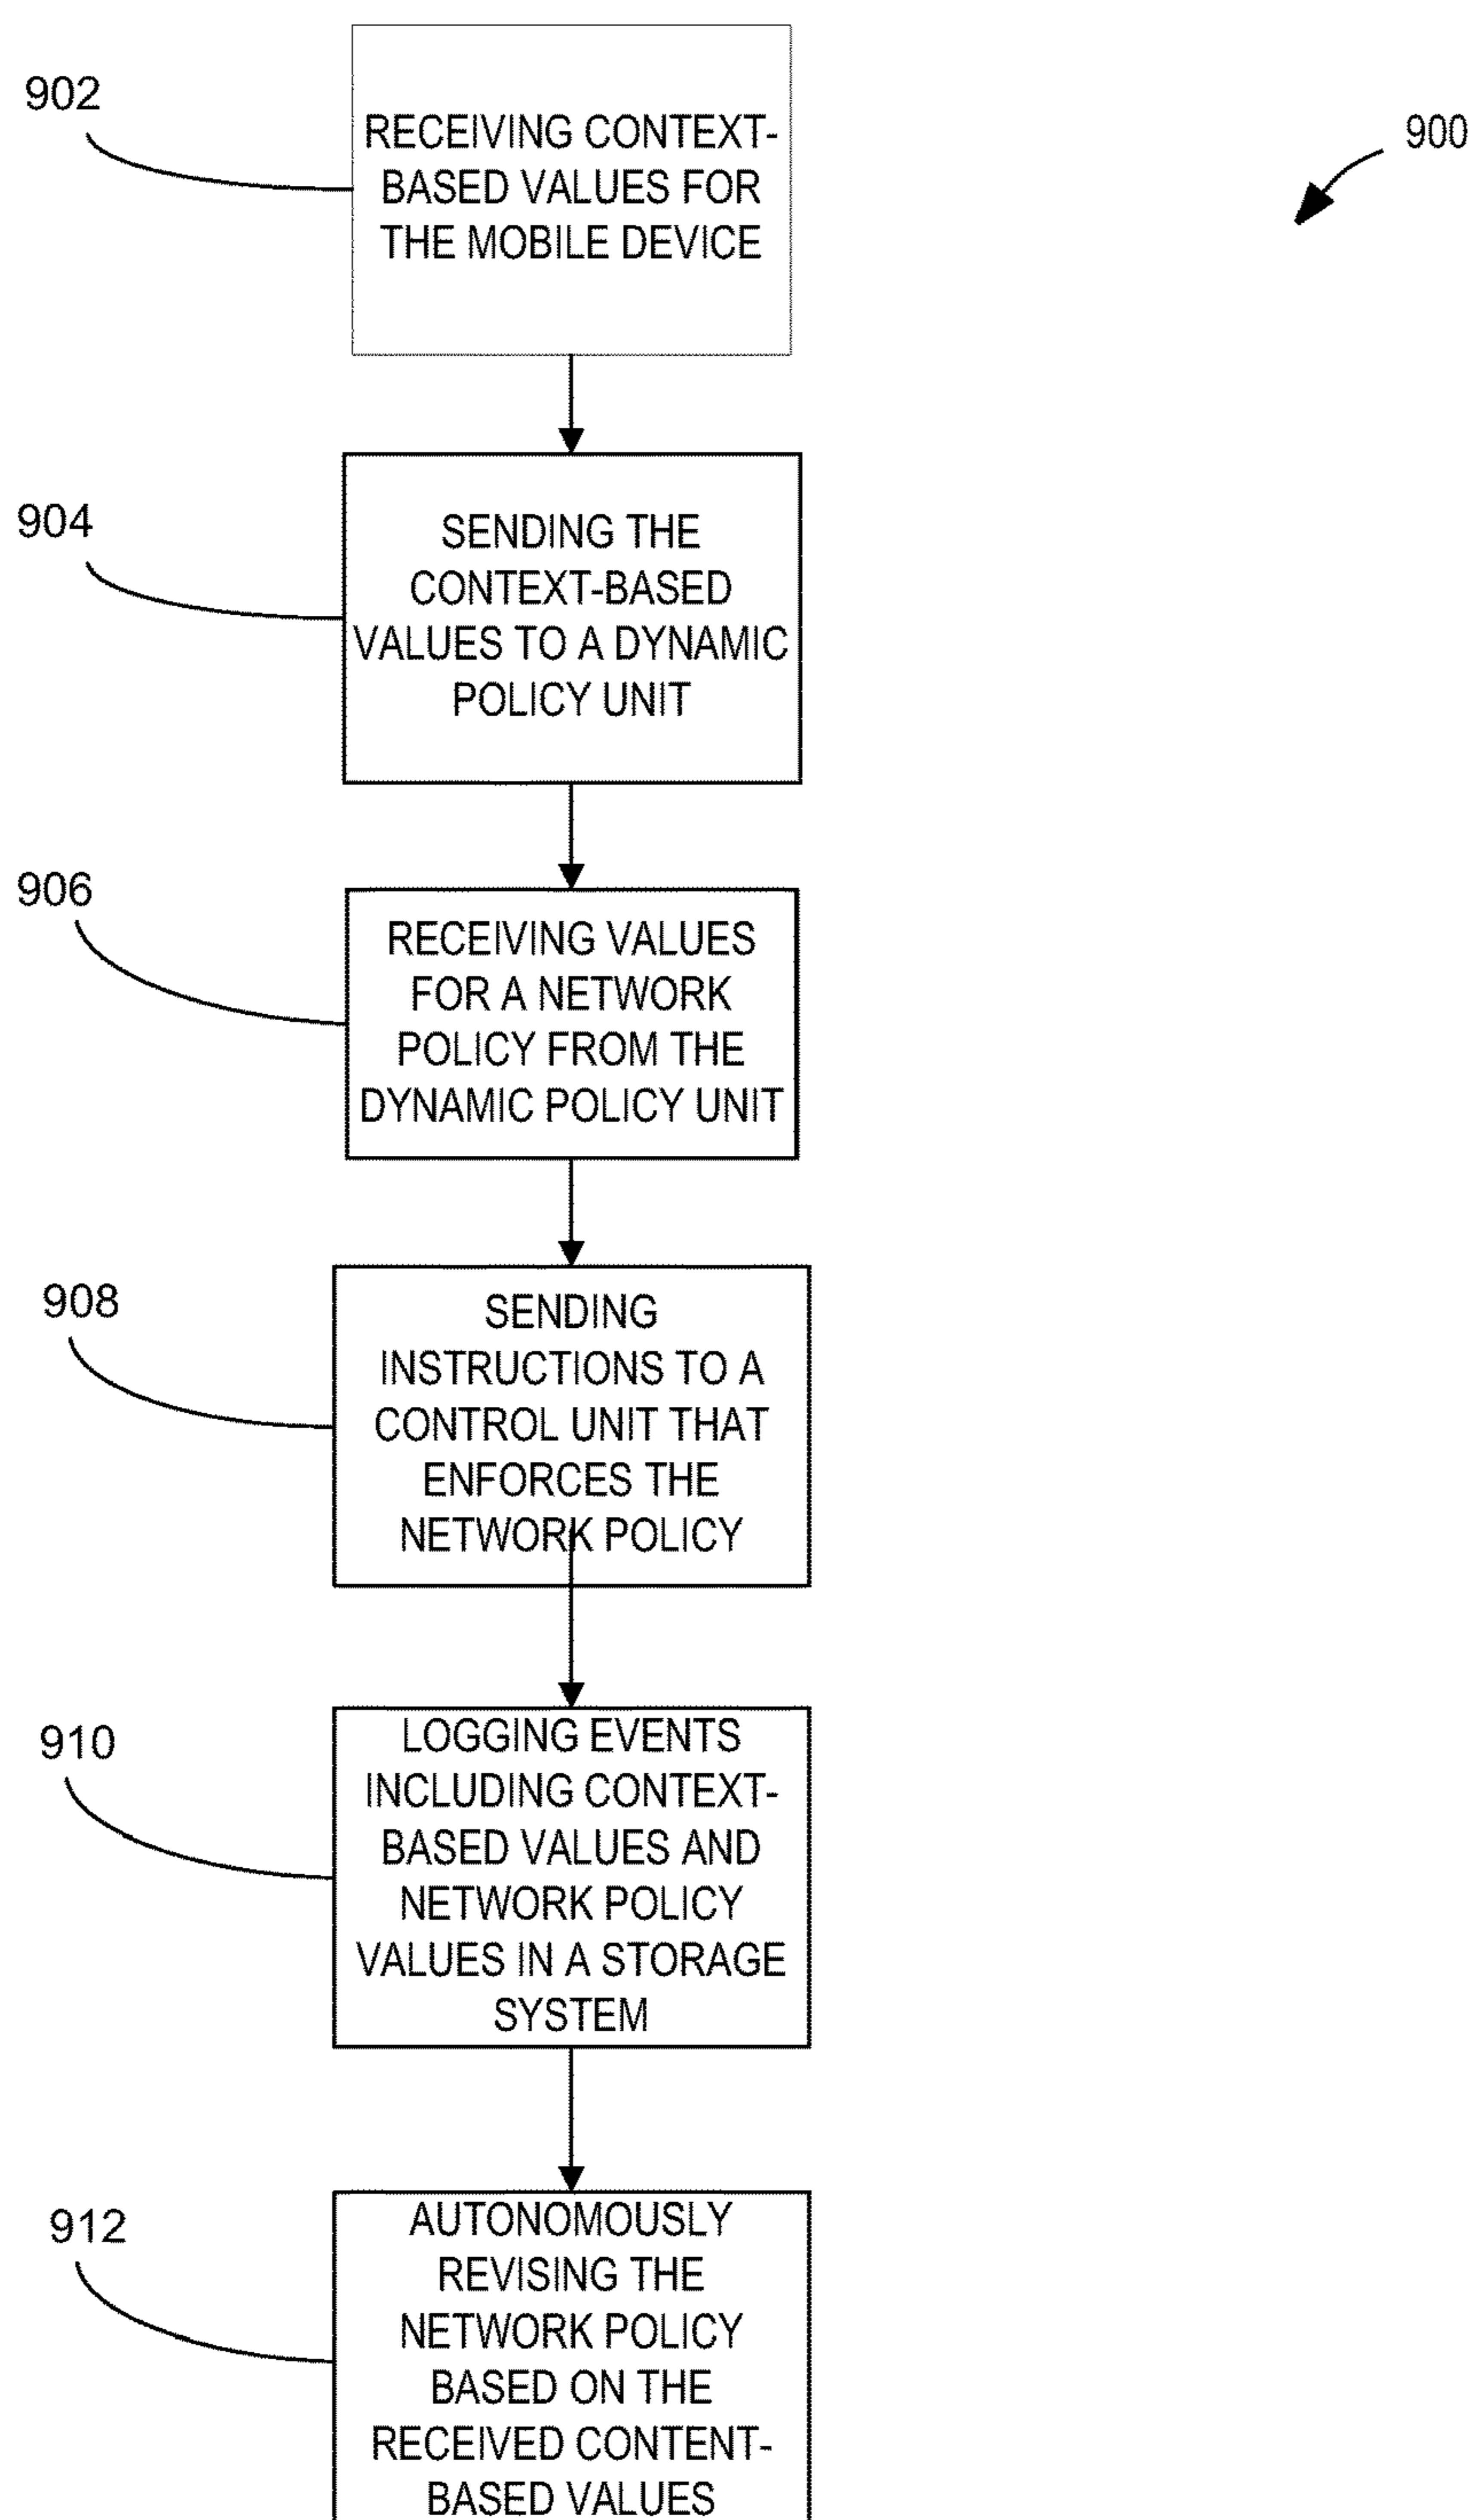 902
RECEIVING CONTEXT-
BASED VALUES FOR
THE MOBILE DEVICE
900
904
SENDING THE
CONTEXT-BASED
VALUES TO A DYNAMIC
POLICY UNIT
906
RECEIVING VALUES
FOR A NETWORK
POLICY FROM THE
DYNAMIC POLICY UNIT
908
SENDING
INSTRUCTIONS TO A
CONTROL UNIT THAT
ENFORCES THE
NETWORK POLICY
910
LOGGING EVENTS
INCLUDING CONTEXT-
BASED VALUES AND
NETWORK POLICY
VALUES IN A STORAGE
SYSTEM
912
AUTONOMOUSLY
REVISING THE
NETWORK POLICY
BASED ON THE
RECEIVED CONTENT-
BASED VALUES